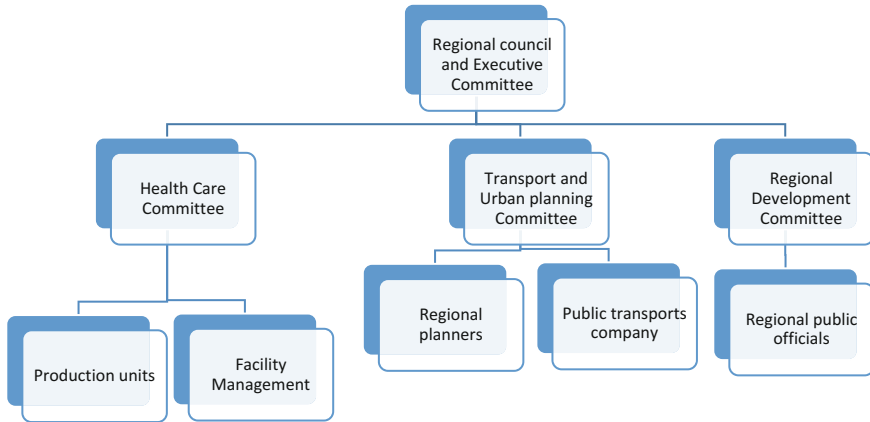 Regional council
and Executive
Committee
Health Care
Committee
Transport and
Urban planning
Committee
Regional
Development
Committee
Production units
Facility
Management
Regional
planners
Public transports
company
Regional public
officials